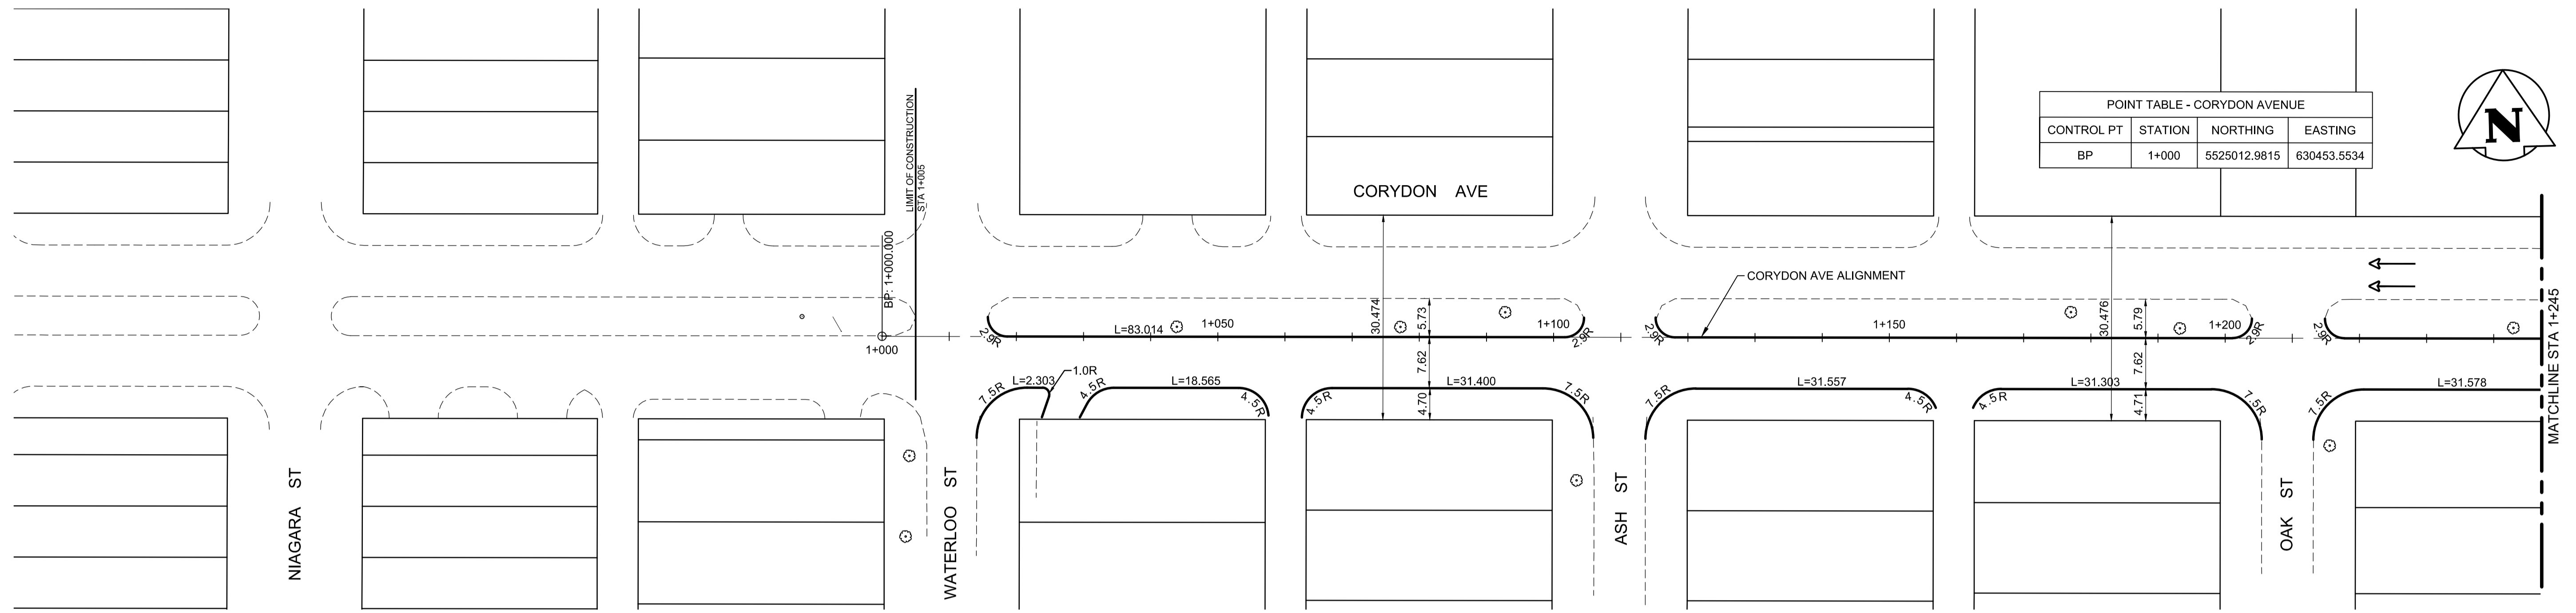 POINT TABLE - CORYDON AVENUE
CONTROL PT STATION NORTHING EASTING
BP 1+000 5525012.9815 630453.5534
N
LIMIT OF CONSTRUCTION
STA 1+005
CORYDON AVE
BP: 1+000.000
CORYDON AVE ALIGNMENT
MATCHLINE STA 1+245
1+000
2.9R
L=83.014
1+050
30.474
5.73
1+100
2.9R
2.9R
1+150
30.476
5.79
1+200
2.9R
2.9R
7.62
7.62
7.5R
L=2.303
1.0R
4.5R
L=18.565
4.5R
4.5R
L=31.400
7.5R
4.70
7.5R
L=31.557
4.5R
4.5R
L=31.303
7.5R
4.71
7.5R
L=31.578
NIAGARA ST
WATERLOO ST
ASH ST
OAK ST